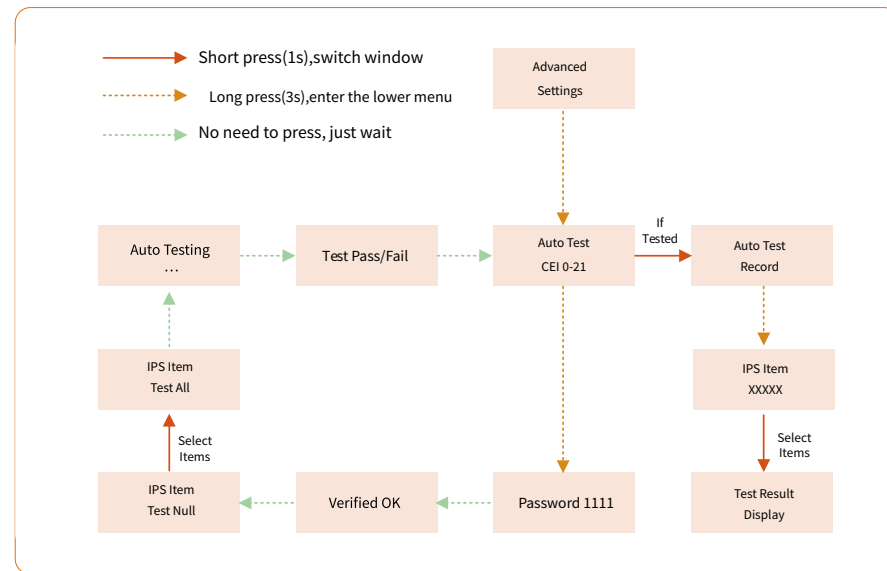 Short press(1s),switch window
Long press(3s),enter the lower menu
No need to press, just wait
Advanced
Settings
Auto Testing
...
Test Pass/Fail
Auto Test
CEI 0-21
If
Tested
Auto Test
Record
IPS Item
Test All
IPS Item
XXXXX
Select
Items
Select
Items
IPS Item
Test Null
Verified OK
Password 1111
Test Result
Display